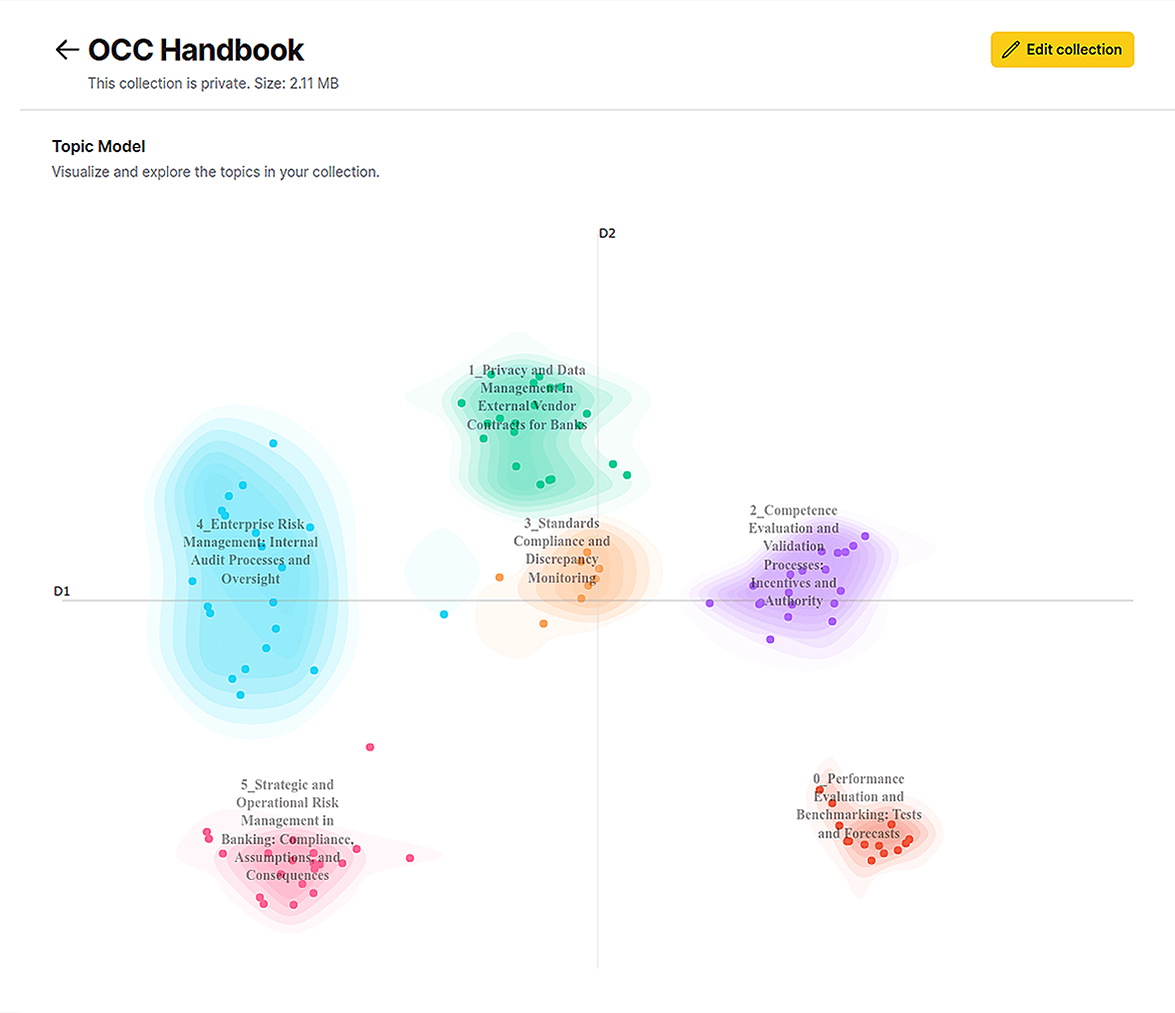 OCC Handbook
Edit collection
This collection is private. Size: 2.11 MB
Topic Model
Visualize and explore the topics in your collection.
D2
1_Privacy and Data
Management in
External Vendor
Contracts for Banks
4_Enterprise Risk
Management: Internal
Audit Processes and
Oversight
3_Standards
Compliance and
Discrepancy
Monitoring
2_Competence
Evaluation and
Validation
Processes:
Incentives and
Authority
D1
5_Strategic and
Operational Risk
Management in
Banking: Compliance,
Assumptions, and
Consequences
0_Performance
Evaluation and
Benchmarking: Tests
and Forecasts